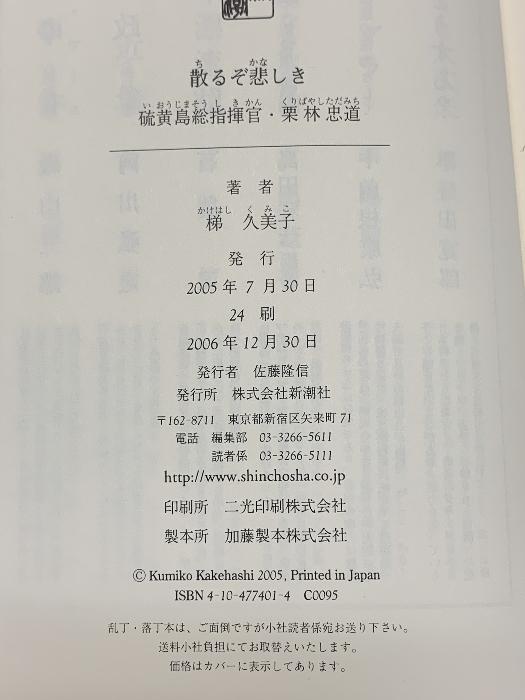 散るぞ悲しき
硫黄島総指揮官・栗林忠道
著者
梯 久美子
発行
2005年7月30日
24刷
2006年12月30日
発行者 佐藤隆信
発行所 株式会社新潮社
〒162-8711 東京都新宿区矢来町71
電話 編集部 03-3266-5611
読者係 03-3266-5111
http://www.shinchosha.co.jp
印刷所 二光印刷株式会社
製本所 加藤製本株式会社
© Kumiko Kakehashi 2005, Printed in Japan
ISBN 4-10-477401-4 C0095
乱丁・落丁本は、ご面倒ですが小社読者係宛お送り下さい。
送料小社負担にてお取替えいたします。
価格はカバーに表示してあります。